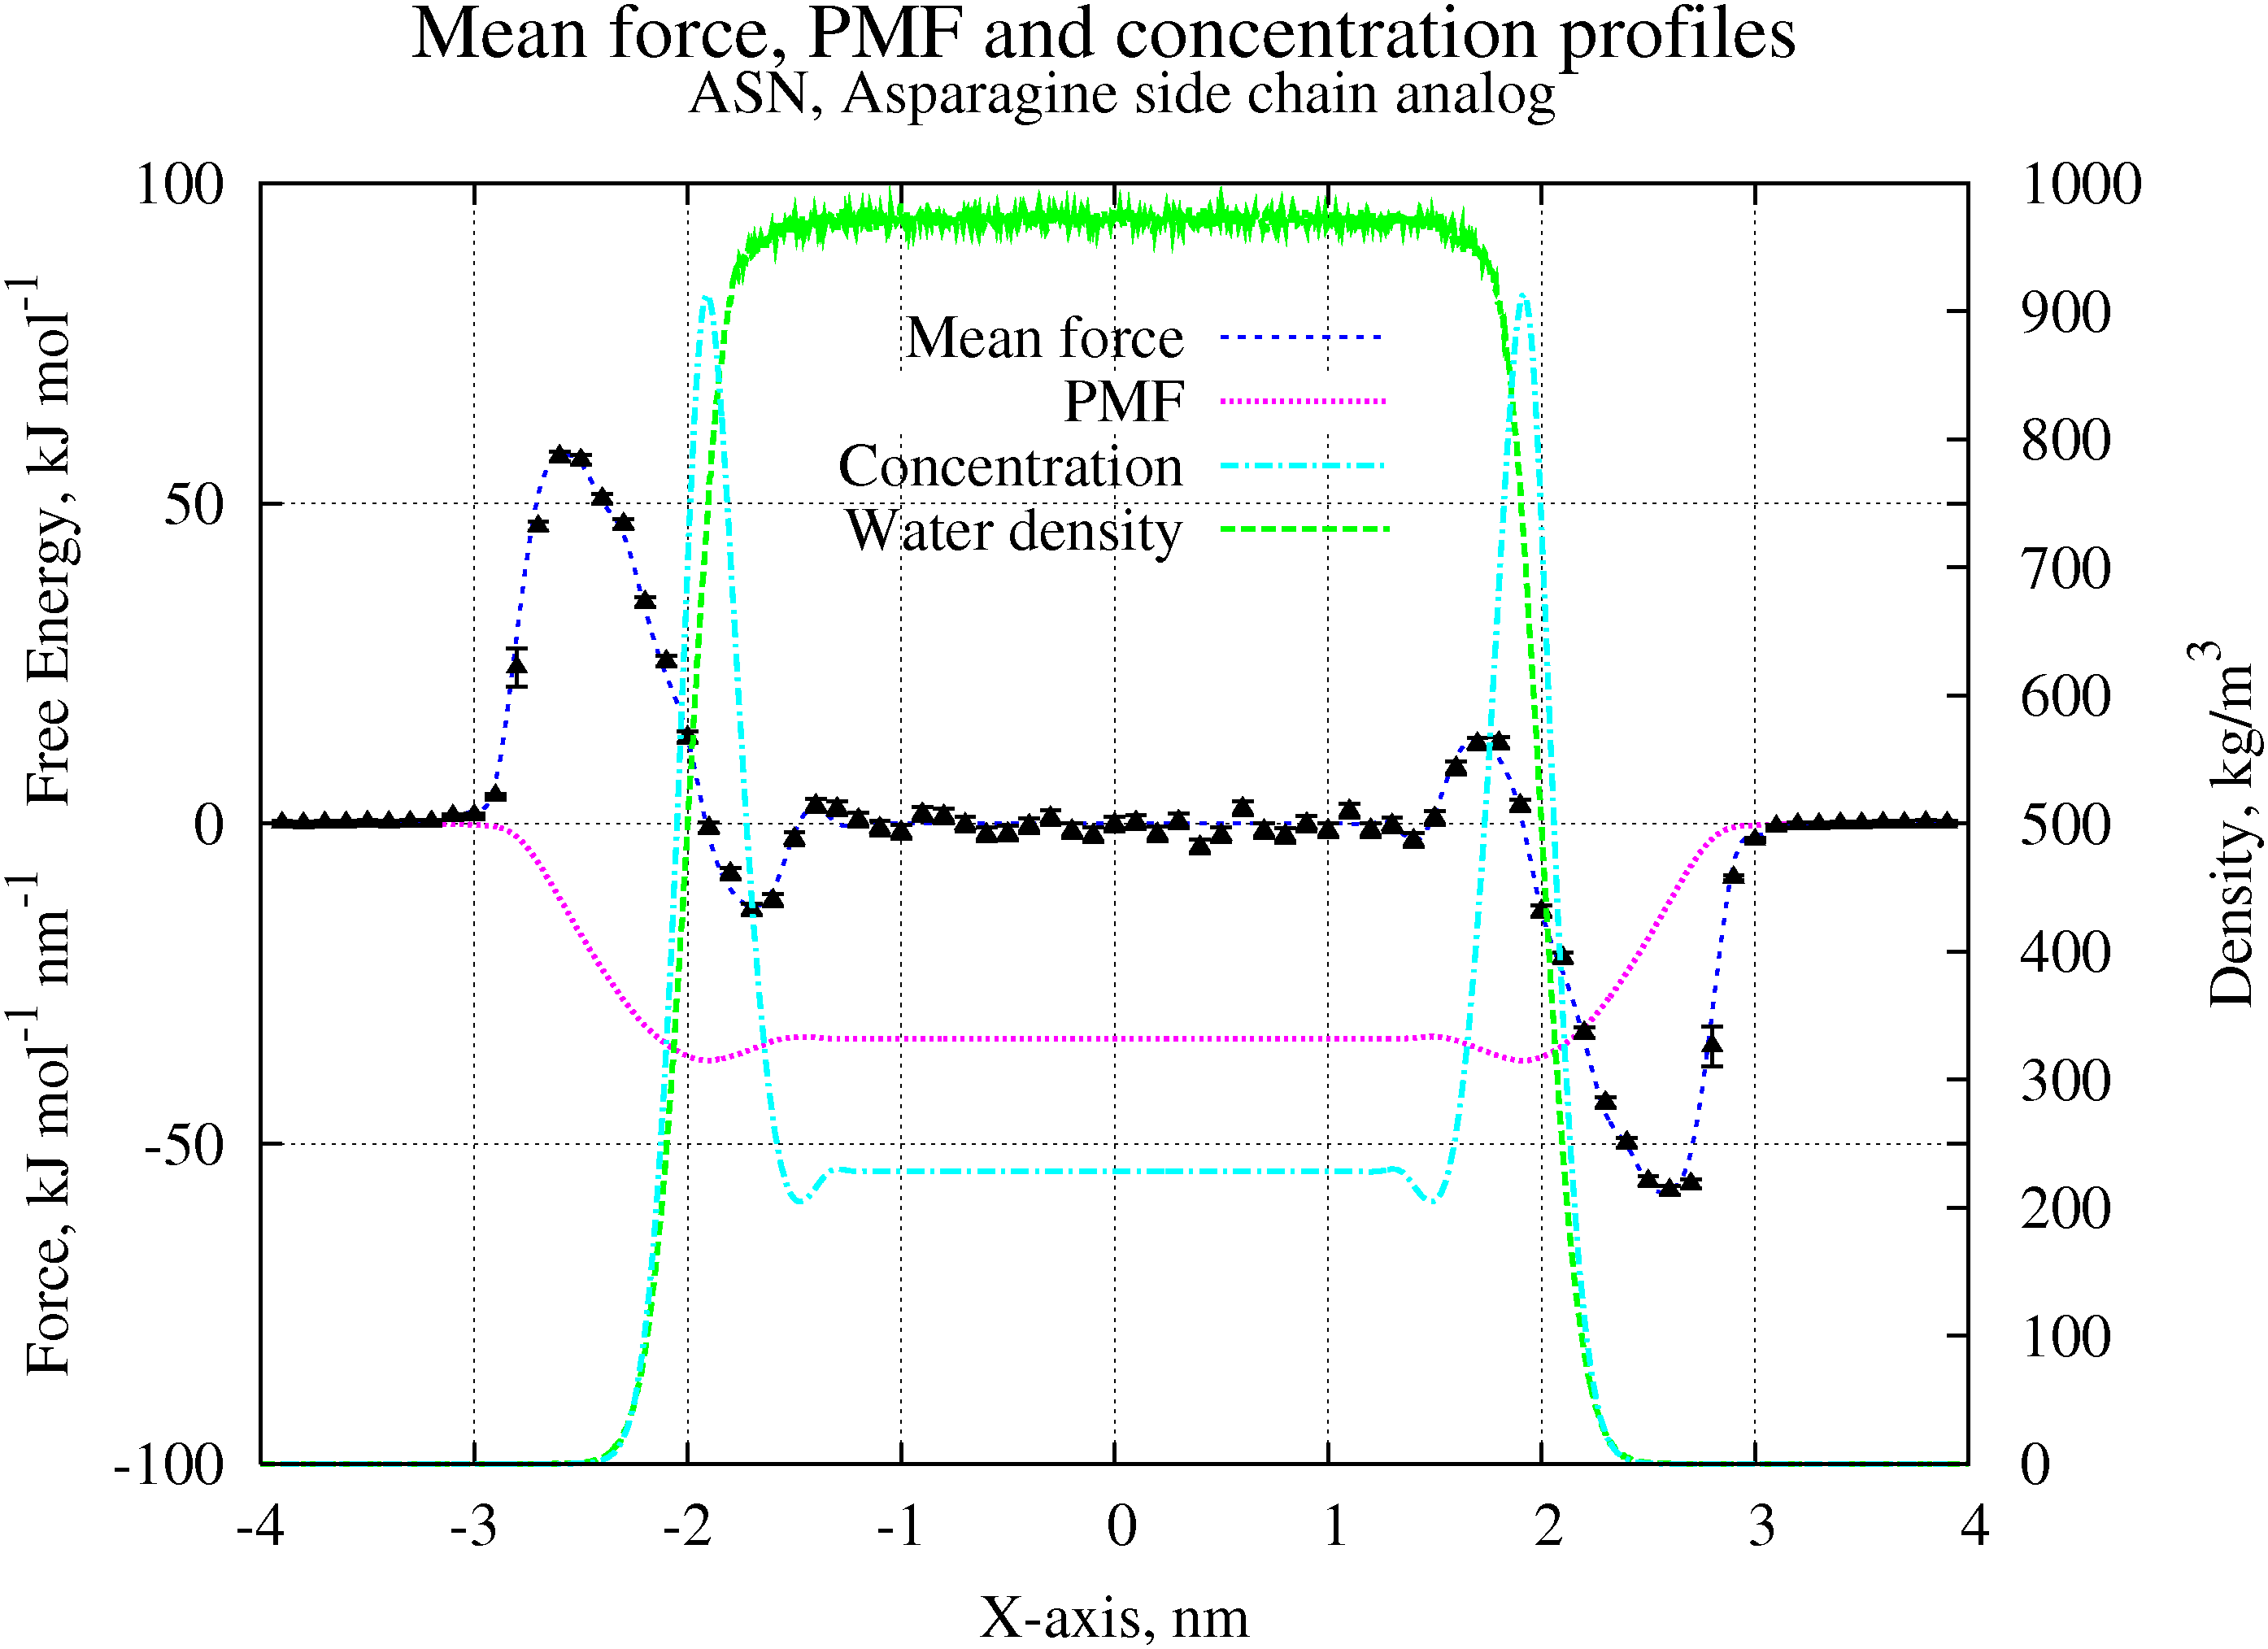 Mean force, PMF and concentration profiles
ASN, Asparagine side chain analog
Force, kJ mol-1 nm-1 Free Energy, kJ mol-1
100
50
0
-50
-100
Mean force
PMF
Concentration
Water density
1000
900
800
700
600
500
400
300
200
100
0
Density, kg/m3
-4 -3 -2 -1 0 1 2 3 4
X-axis, nm